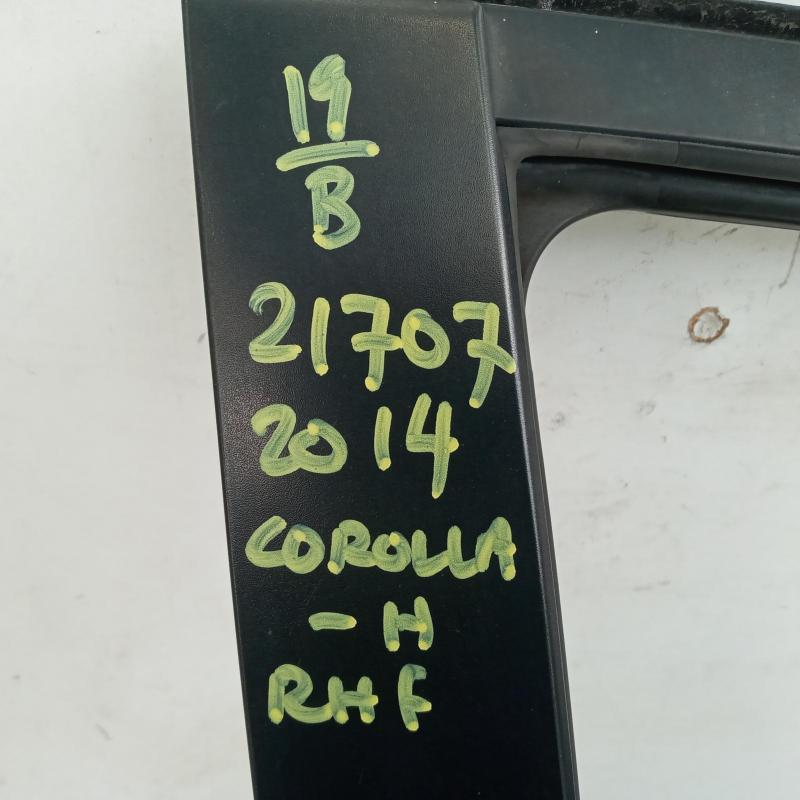 19
B
21707
2014
COROLLA
- H
RHF